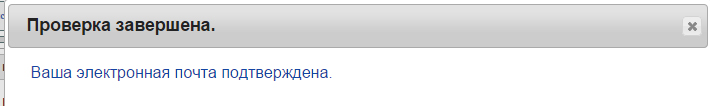 Проверка завершена.
Ваша электронная почта подтверждена.